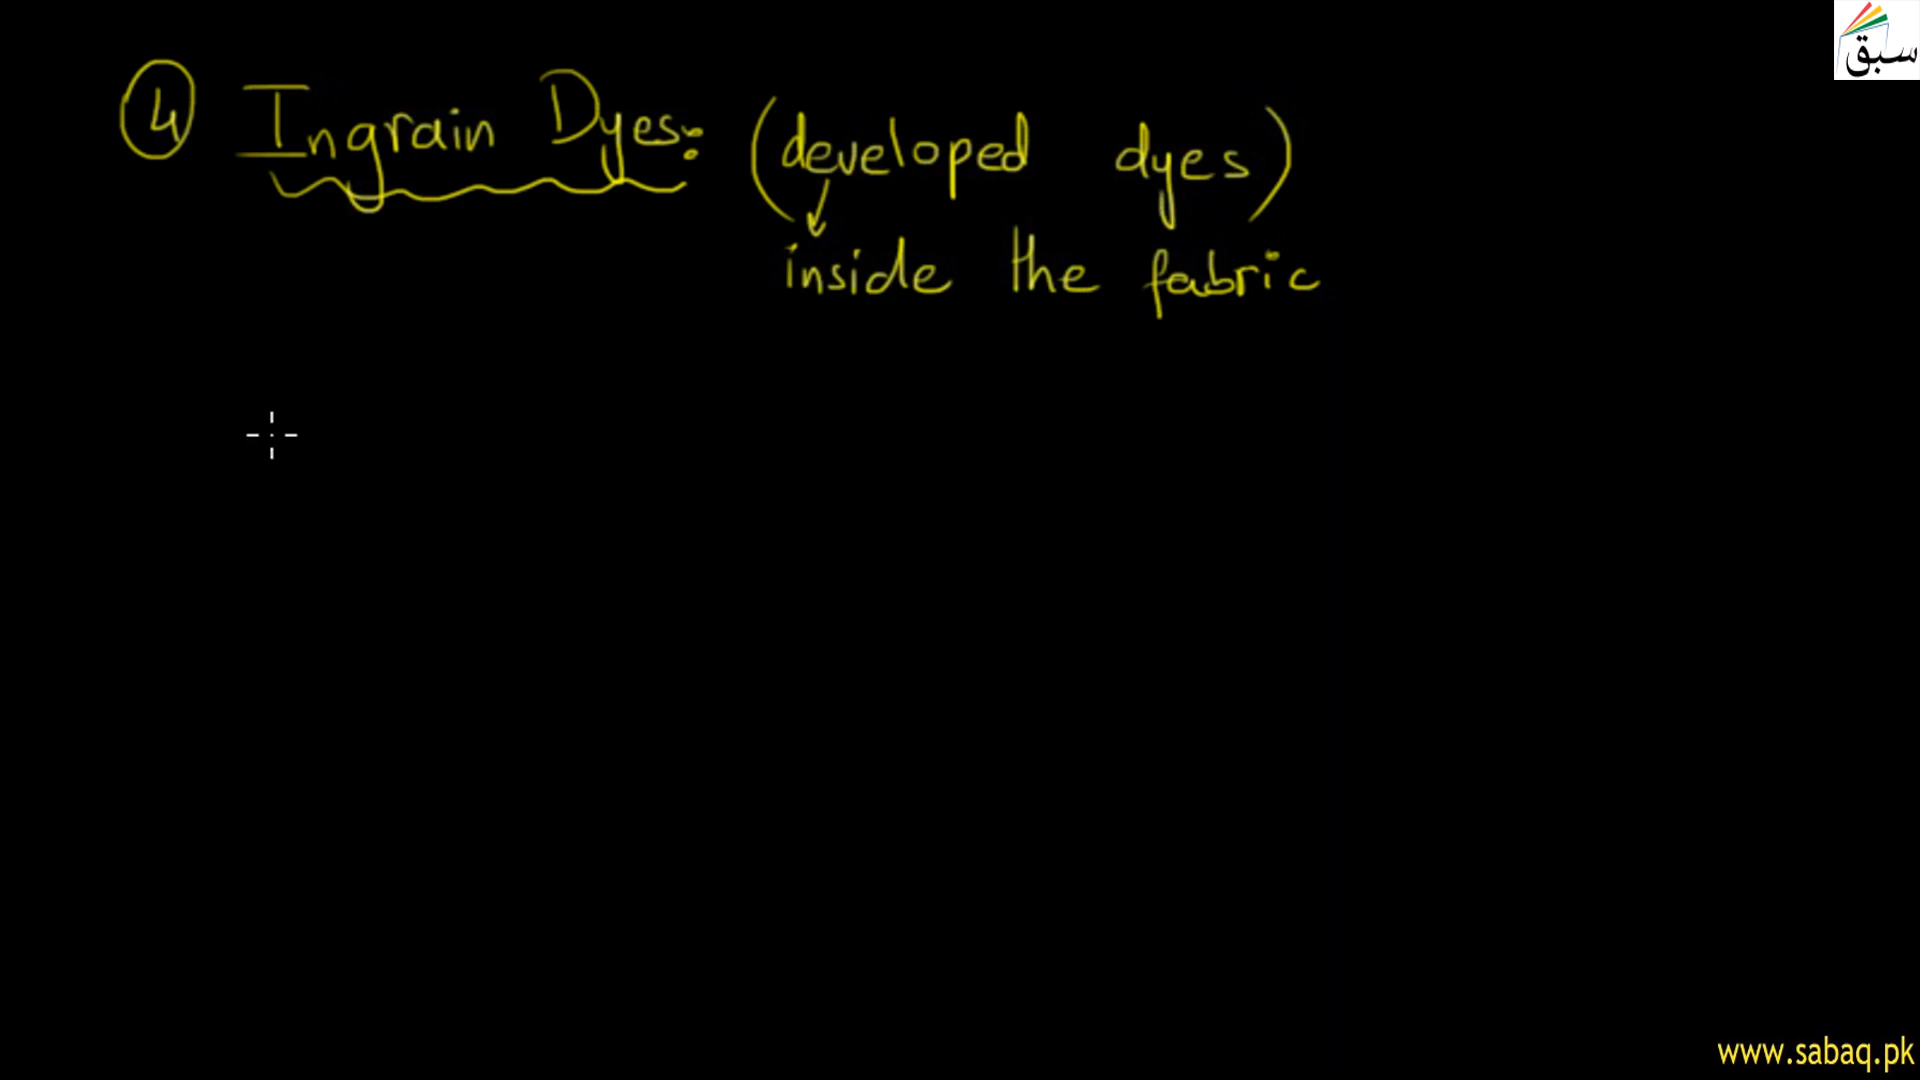 سبق
④ Ingrain Dyes: (developed dyes)
inside the fabric
www.sabaq.pk